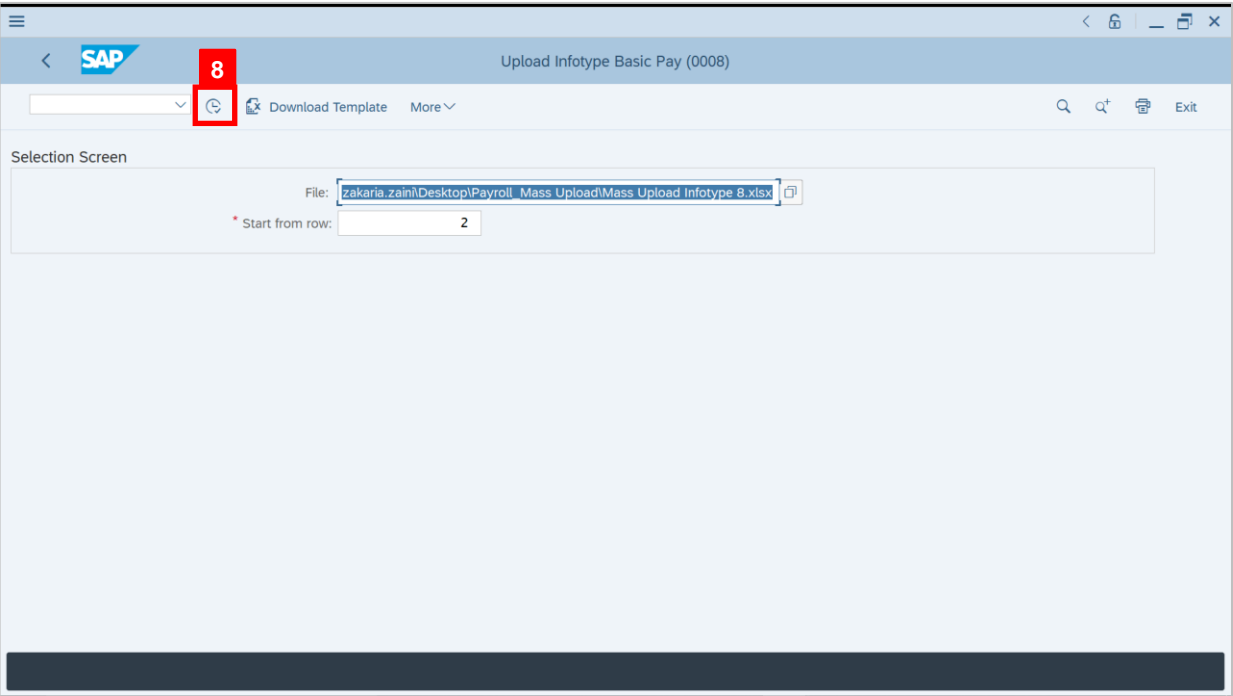 SAP
Upload Infotype Basic Pay (0008)
8
Download Template More Exit
Selection Screen
File: zakaria.zaini\Desktop\Payroll_Mass Upload\Mass Upload Infotype 8.xlsx
* Start from row: 2